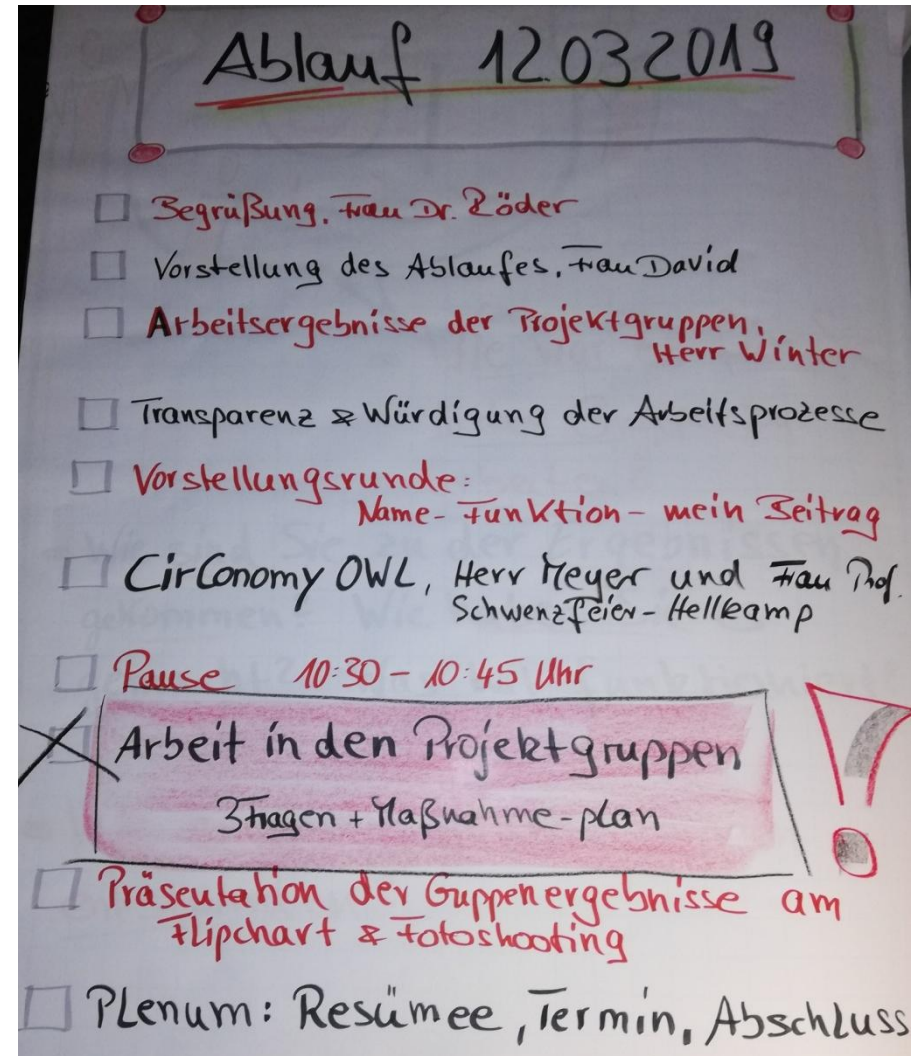 Ablauf 12.03.2019
Begrüßung, Frau Dr. Röder
Vorstellung des Ablaufes, Frau David
Arbeitsergebnisse der Projektgruppen,
Herr Winter
Transparenz & Würdigung der Arbeitsprozesse
Vorstellungsrunde:
Name - Funktion - mein Beitrag
CirConomy OWL, Herr Meyer und Frau Prof.
Schwenzfeier-Hellkamp
Pause 10:30 - 10:45 Uhr
Arbeit in den Projektgruppen
3 Fragen + Maßnahme-plan
!
Präsentation der Guppenergebnisse am
Flipchart & Fotoshooting
Plenum: Resümee, Termin, Abschluss